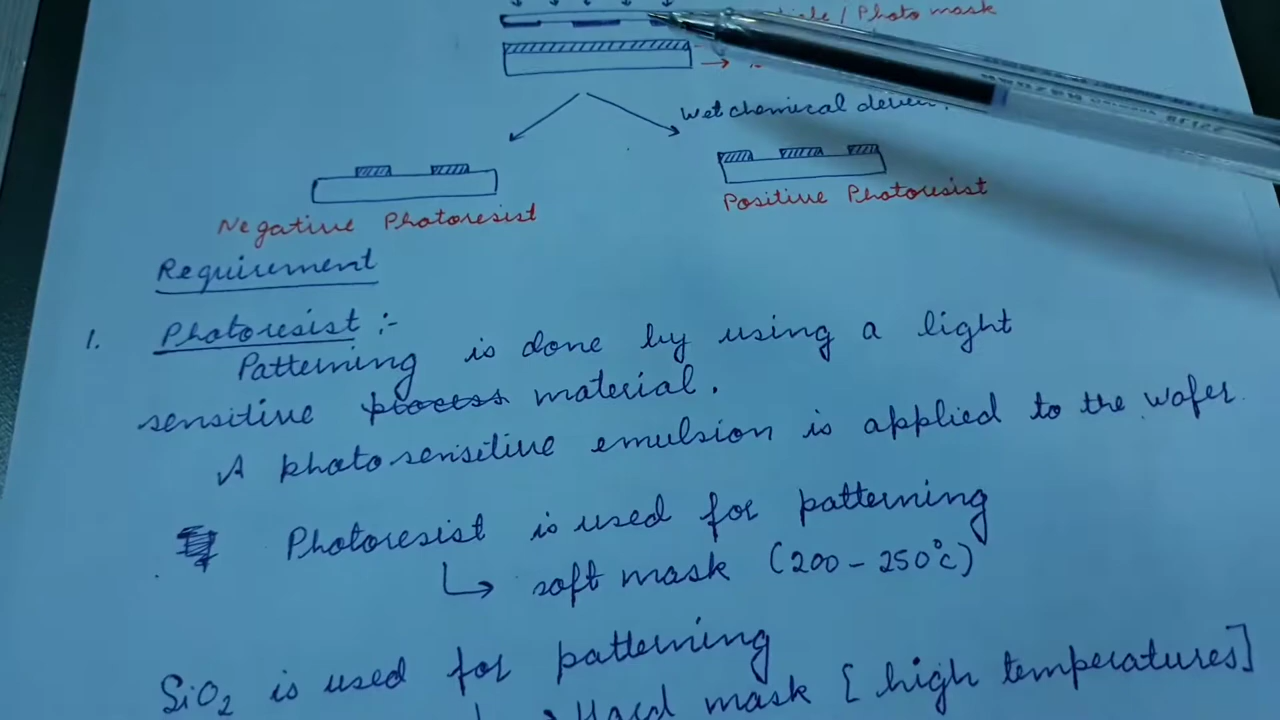 / Photo mask
Wet chemical
Negative Photoresist
Positive Photoresist
Requirement
1. Photoresist :-
Patterning is done by using a light
sensitive process material.
A photosensitive emulsion is applied to the wafer.
Photoresist is used for patterning
soft mask (200 - 250°c)
SiO2 is used for patterning
Hard mask [high temperatures]